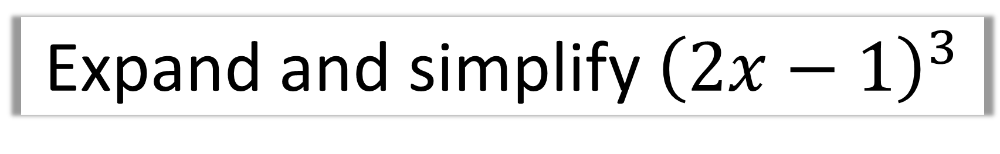 Expand and simplify (2x − 1)³